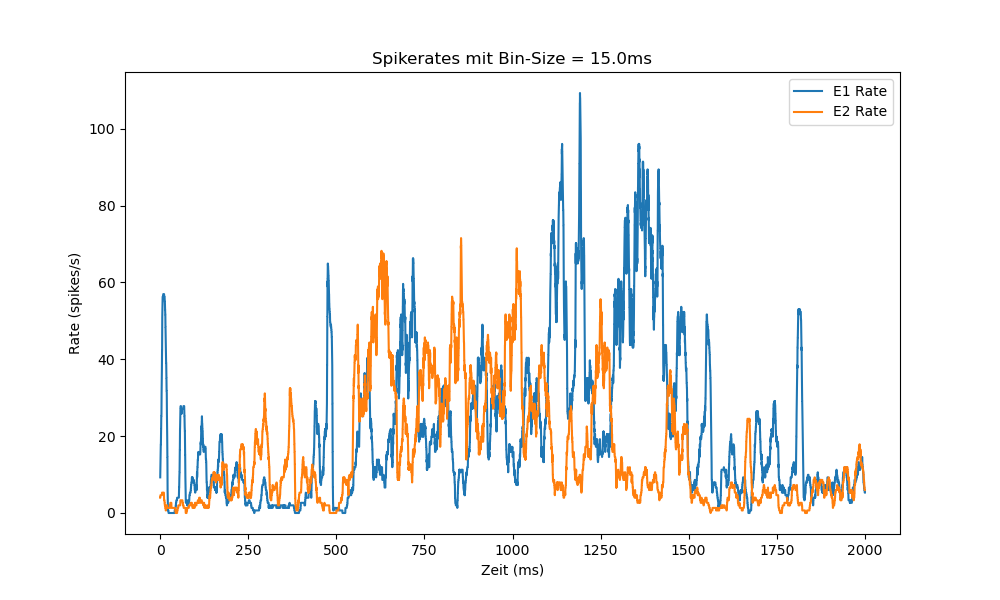 Spikerates mit Bin-Size = 15.0ms
E1 Rate
E2 Rate
Rate (spikes/s)
100
80
60
40
20
0
0 250 500 750 1000 1250 1500 1750 2000
Zeit (ms)